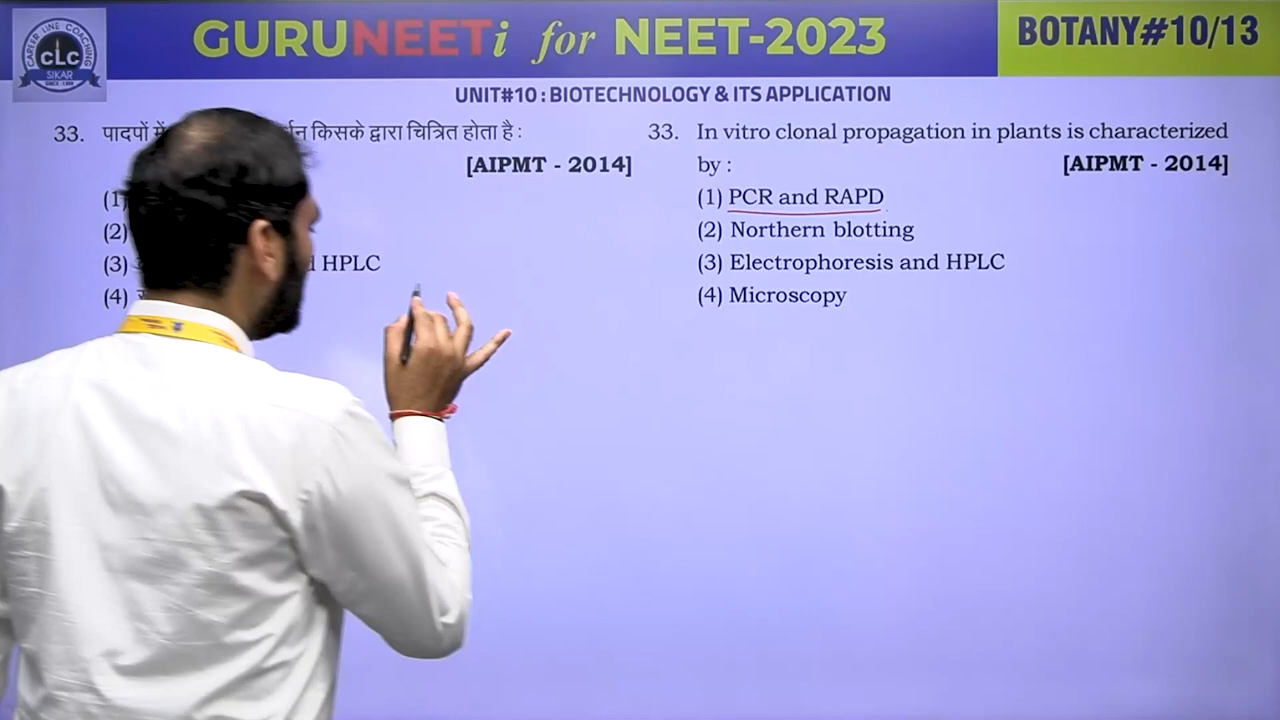 CAREER LINE COACHING
CLC
SIKAR
GURUNEETi for NEET-2023
BOTANY#10/13
UNIT#10 : BIOTECHNOLOGY & ITS APPLICATION
33. पादपों में किसके द्वारा चित्रित होता है :
[AIPMT - 2014]
(1)
(2)
(3) HPLC
(4)
33. In vitro clonal propagation in plants is characterized
by : [AIPMT - 2014]
(1) PCR and RAPD
(2) Northern blotting
(3) Electrophoresis and HPLC
(4) Microscopy